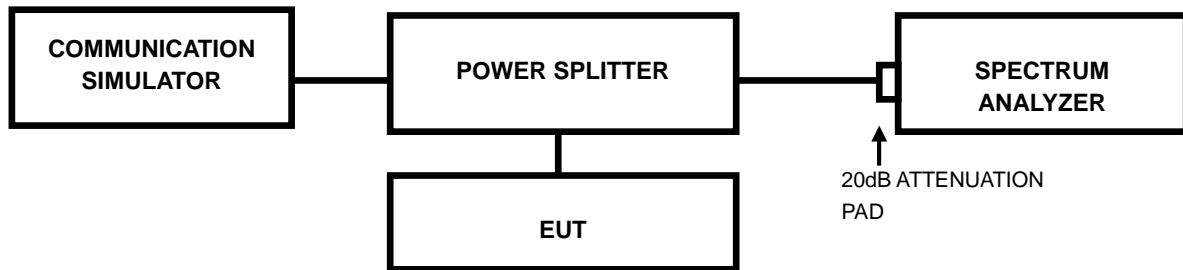 COMMUNICATION
SIMULATOR
POWER SPLITTER
SPECTRUM
ANALYZER
20dB ATTENUATION
PAD
EUT